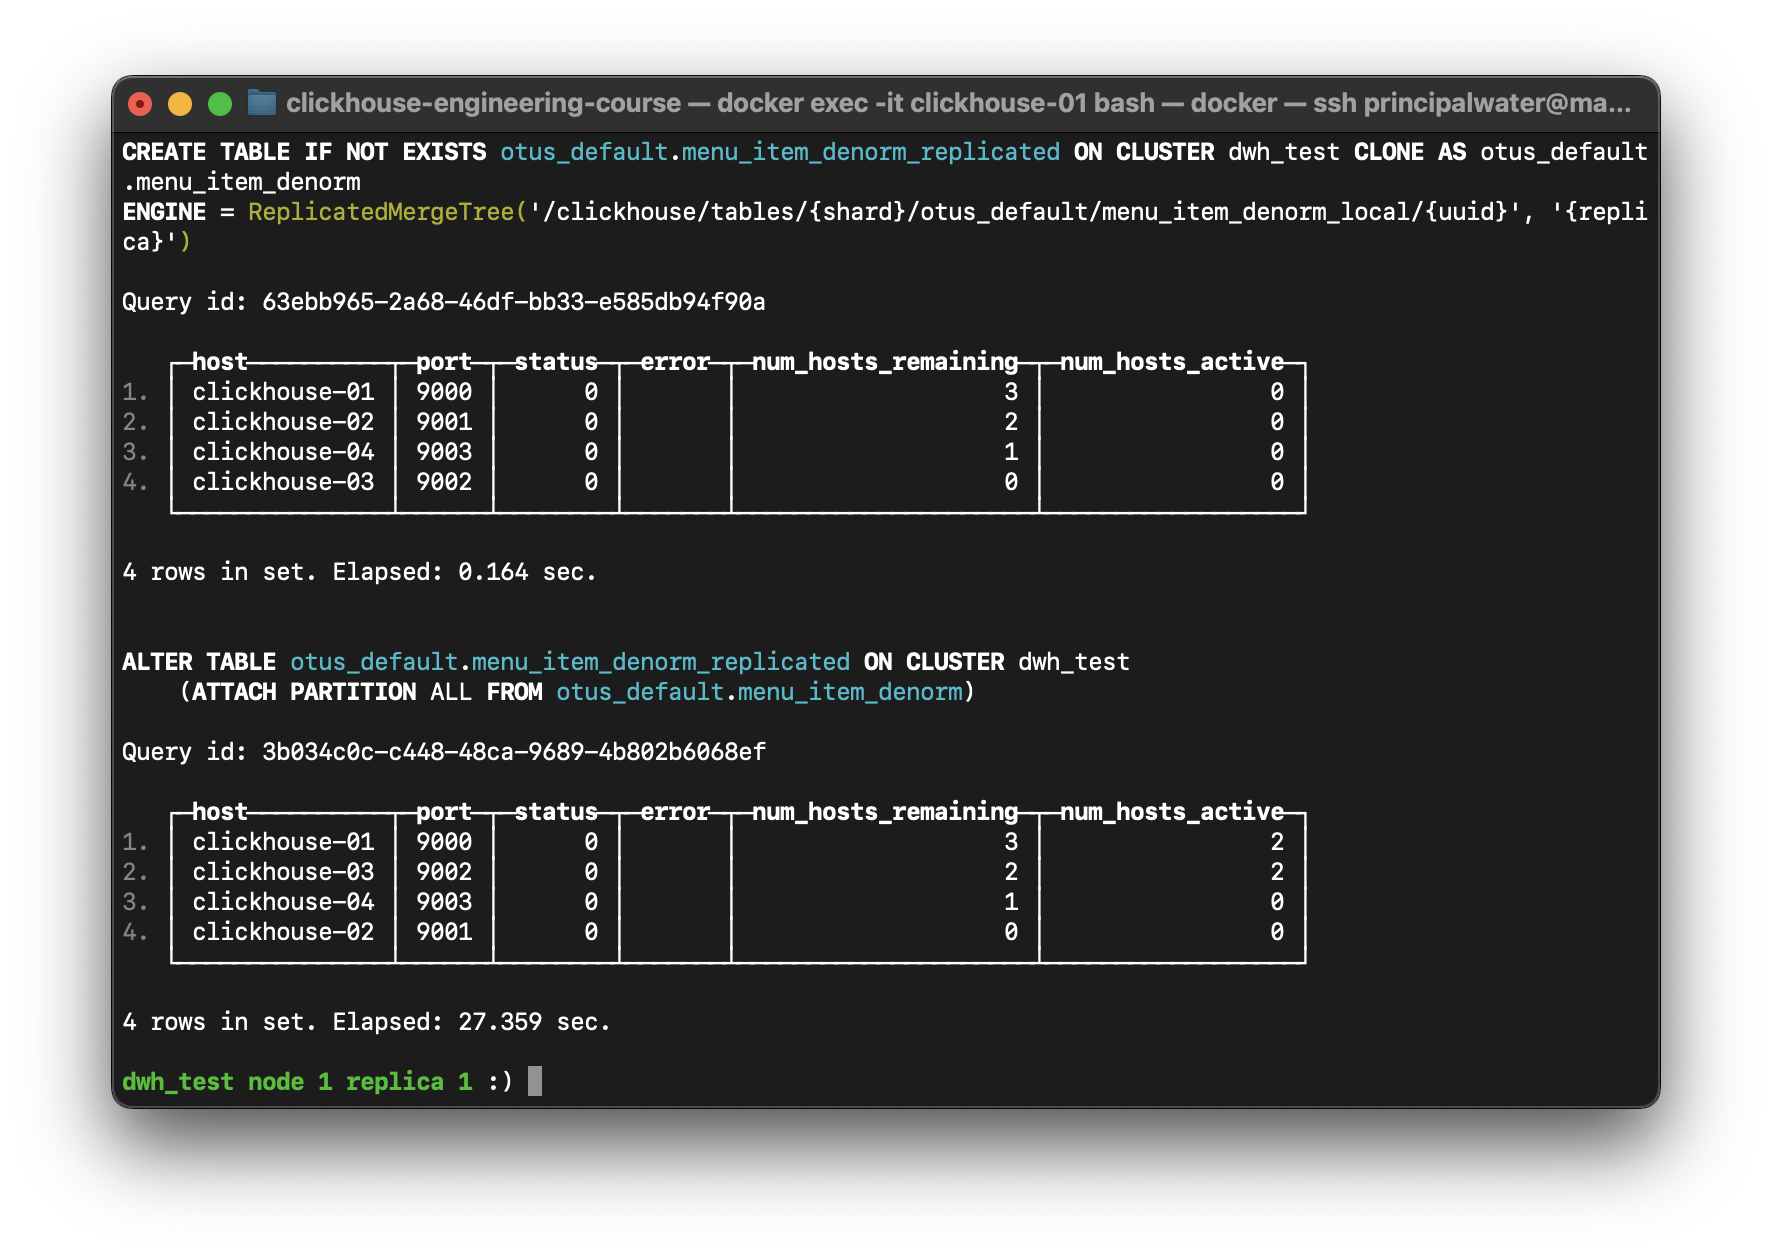 clickhouse-engineering-course — docker exec -it clickhouse-01 bash — docker — ssh principalwater@ma...
CREATE TABLE IF NOT EXISTS otus_default.menu_item_denorm_replicated ON CLUSTER dwh_test CLONE AS otus_default
.menu_item_denorm
ENGINE = ReplicatedMergeTree('/clickhouse/tables/{shard}/otus_default/menu_item_denorm_local/{uuid}', '{repli
ca}')
Query id: 63ebb965-2a68-46df-bb33-e585db94f90a
host port status error num_hosts_remaining num_hosts_active
1. clickhouse-01 9000 0 3 0
2. clickhouse-02 9001 0 2 0
3. clickhouse-04 9003 0 1 0
4. clickhouse-03 9002 0 0 0
4 rows in set. Elapsed: 0.164 sec.
ALTER TABLE otus_default.menu_item_denorm_replicated ON CLUSTER dwh_test
(ATTACH PARTITION ALL FROM otus_default.menu_item_denorm)
Query id: 3b034c0c-c448-48ca-9689-4b802b6068ef
host port status error num_hosts_remaining num_hosts_active
1. clickhouse-01 9000 0 3 2
2. clickhouse-03 9002 0 2 2
3. clickhouse-04 9003 0 1 0
4. clickhouse-02 9001 0 0 0
4 rows in set. Elapsed: 27.359 sec.
dwh_test node 1 replica 1 :)